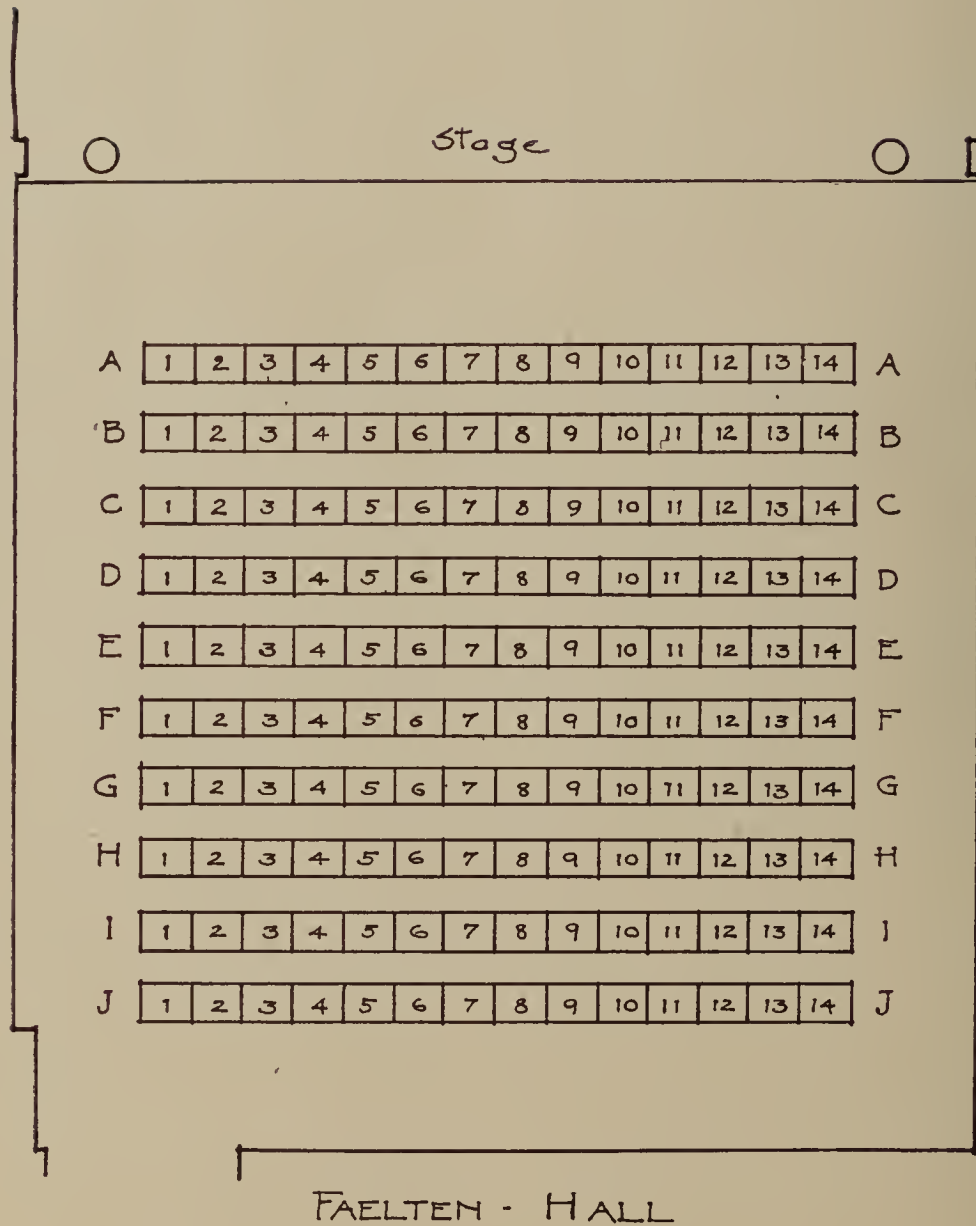 Stage
A 1 2 3 4 5 6 7 8 9 10 11 12 13 14 A
B 1 2 3 4 5 6 7 8 9 10 11 12 13 14 B
C 1 2 3 4 5 6 7 8 9 10 11 12 13 14 C
D 1 2 3 4 5 6 7 8 9 10 11 12 13 14 D
E 1 2 3 4 5 6 7 8 9 10 11 12 13 14 E
F 1 2 3 4 5 6 7 8 9 10 11 12 13 14 F
G 1 2 3 4 5 6 7 8 9 10 11 12 13 14 G
H 1 2 3 4 5 6 7 8 9 10 11 12 13 14 H
I 1 2 3 4 5 6 7 8 9 10 11 12 13 14 I
J 1 2 3 4 5 6 7 8 9 10 11 12 13 14 J
FAELTEN - HALL